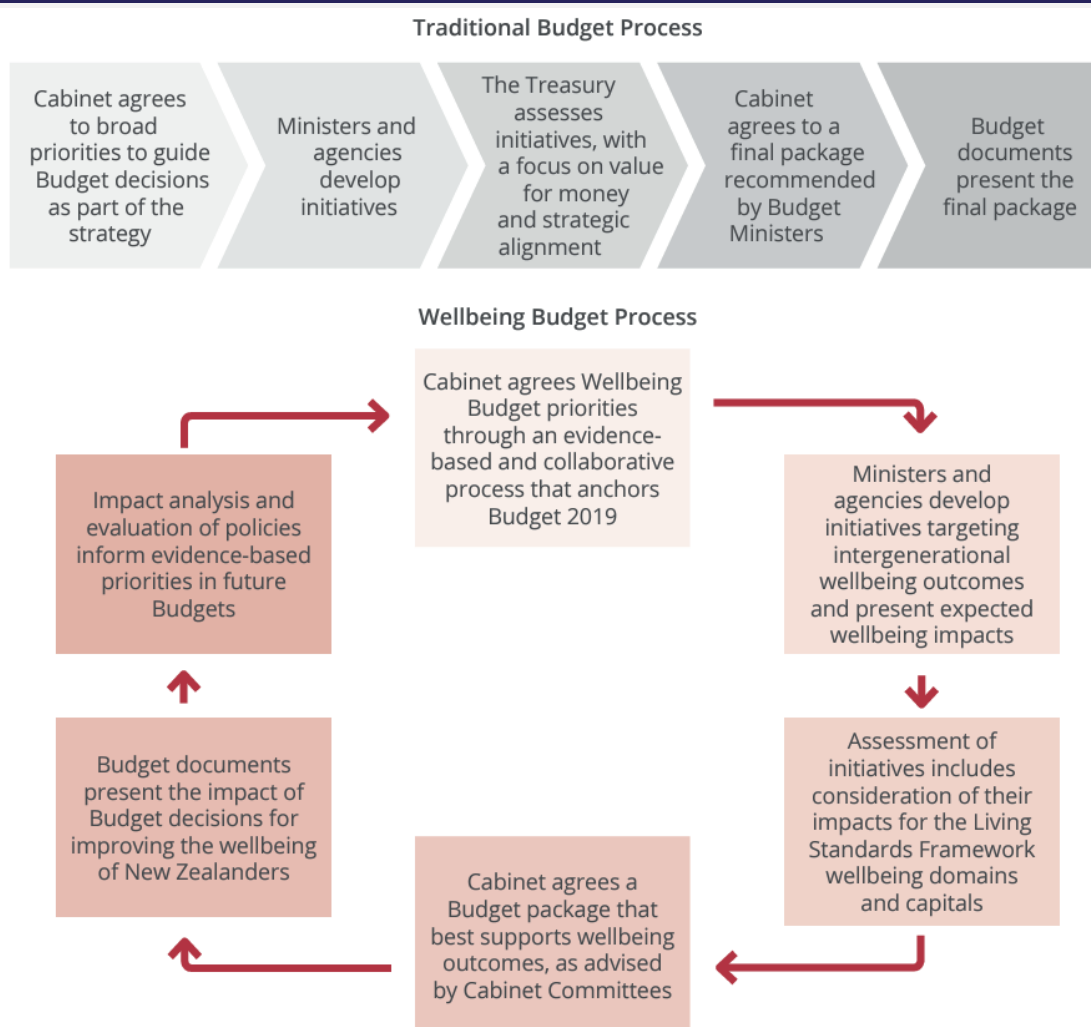 Traditional Budget Process
Cabinet agrees
to broad
priorities to guide
Budget decisions
as part of the
strategy
Ministers and
agencies
develop
initiatives
The Treasury
assesses
initiatives, with
a focus on value
for money
and strategic
alignment
Cabinet
agrees to a
final package
recommended
by Budget
Ministers
Budget
documents
present the
final package
Wellbeing Budget Process
Cabinet agrees Wellbeing
Budget priorities
through an evidence-
based and collaborative
process that anchors
Budget 2019
Ministers and
agencies develop
initiatives targeting
intergenerational
wellbeing outcomes
and present expected
wellbeing impacts
Assessment of
initiatives includes
consideration of their
impacts for the Living
Standards Framework
wellbeing domains
and capitals
Cabinet agrees a
Budget package that
best supports wellbeing
outcomes, as advised
by Cabinet Committees
Budget documents
present the impact of
Budget decisions for
improving the wellbeing
of New Zealanders
Impact analysis and
evaluation of policies
inform evidence-based
priorities in future
Budgets